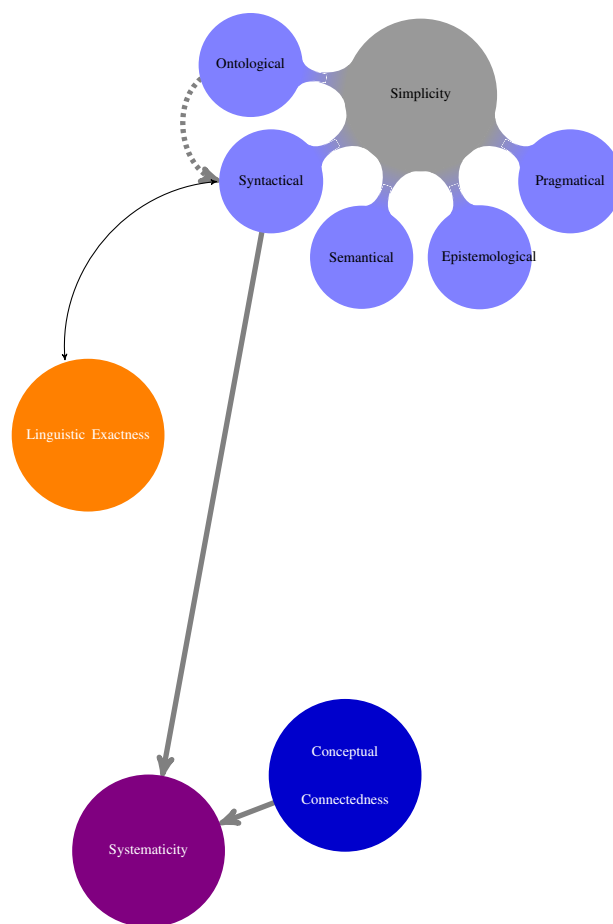 Ontological
Simplicity
Syntactical
Pragmatical
Semantical
Epistemological
Linguistic Exactness
Conceptual
Connectedness
Systematicity